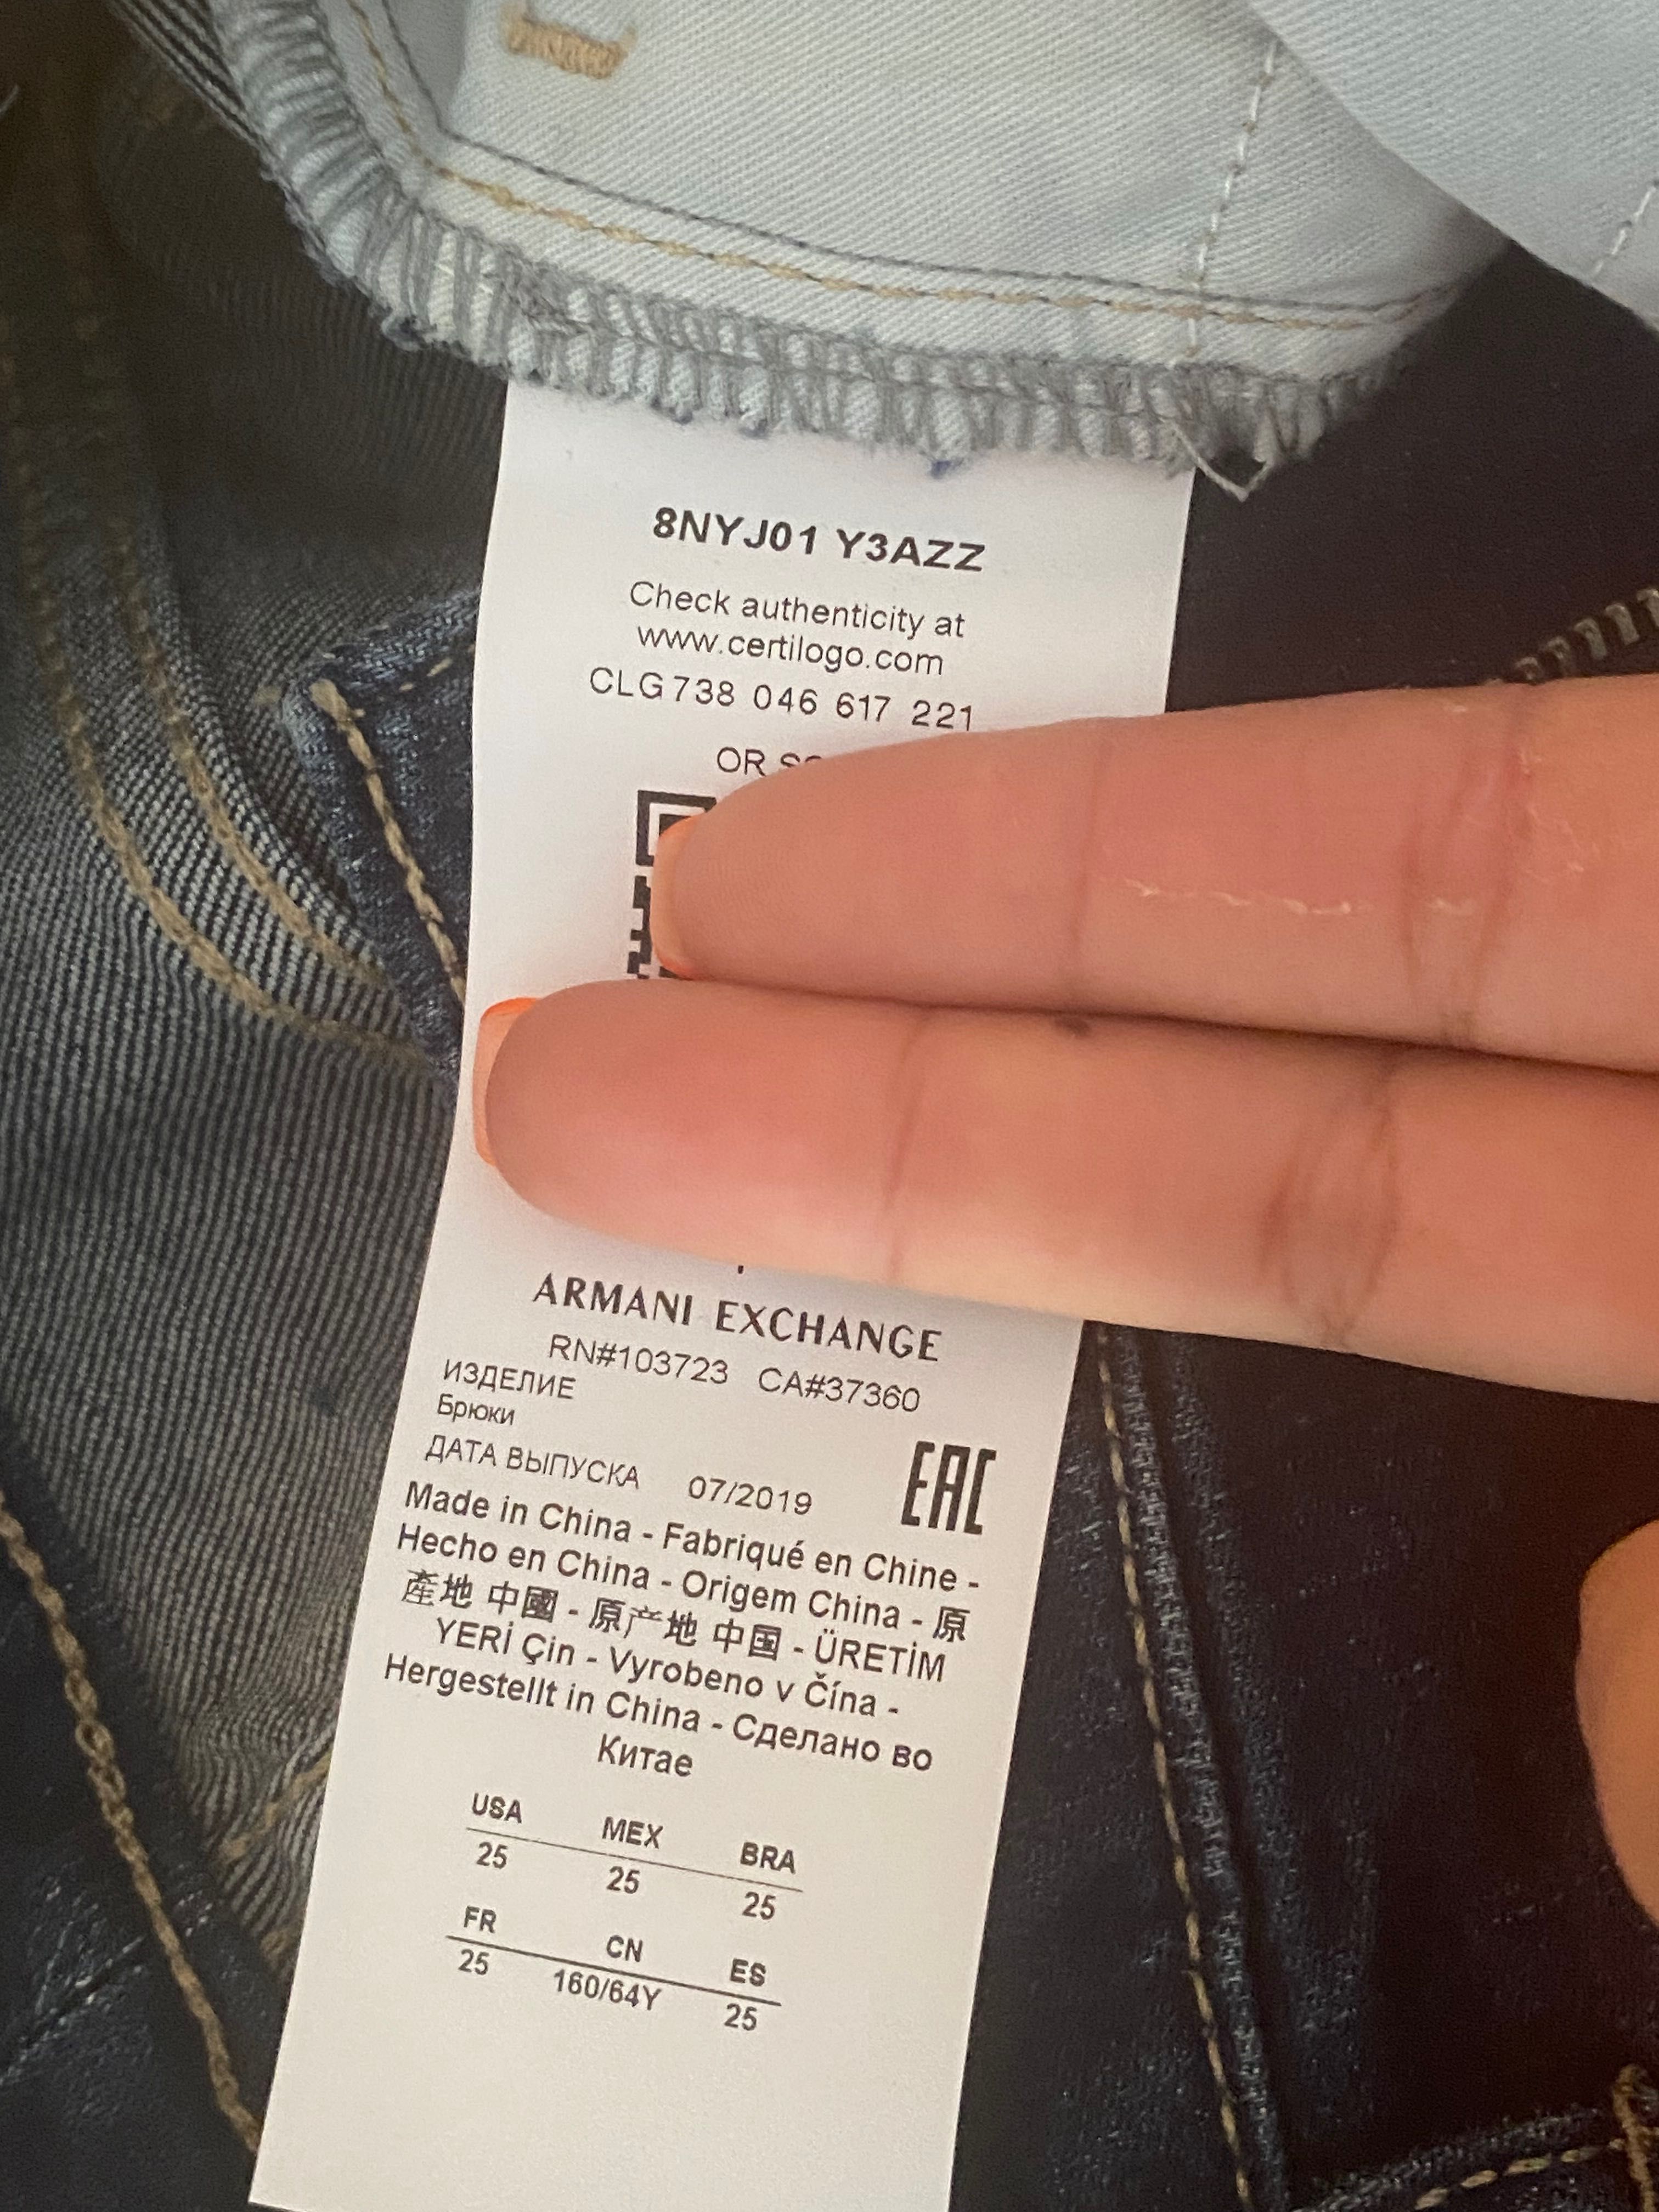 8NYJ01 Y3AZZ
Check authenticity at
www.certilogo.com
CLG738 046 617 221
OR
ARMANI EXCHANGE
RN#103723 CA#37360
ИЗДЕЛИЕ
Брюки
ДАТА ВЫПУСКА 07/2019
EAC
Made in China - Fabriqué en Chine -
Hecho en China - Origem China - 原
產地 中國 - 原产地 中国 - ÜRETİM
YERİ Çin - Vyrobeno v Čína -
Hergestellt in China - Сделано во
Китае
USA MEX BRA
25 25 25
FR CN ES
25 160/64Y 25